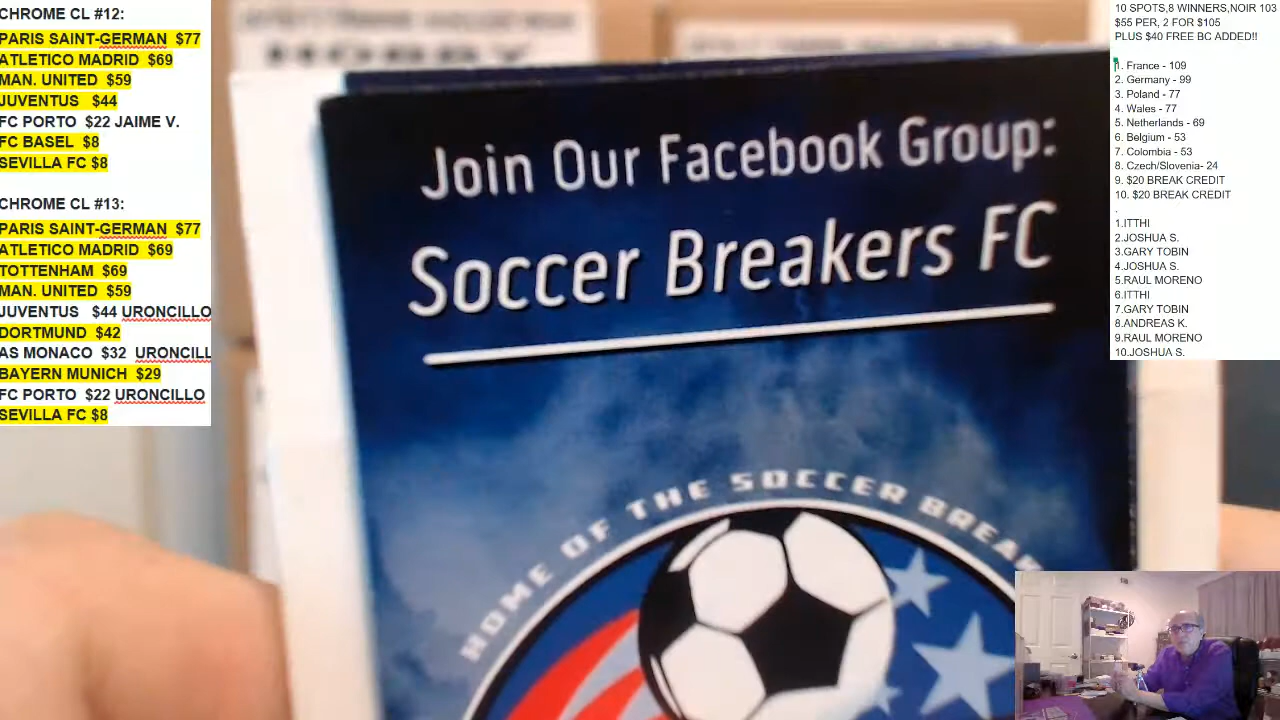 CHROME CL #12:
PARIS SAINT-GERMAN $77
ATLETICO MADRID $69
MAN. UNITED $59
JUVENTUS $44
FC PORTO $22 JAIME V.
FC BASEL $8
SEVILLA FC $8
CHROME CL #13:
PARIS SAINT-GERMAN $77
ATLETICO MADRID $69
TOTTENHAM $69
MAN. UNITED $59
JUVENTUS $44 URONCILLO
DORTMUND $42
AS MONACO $32 URONCILL
BAYERN MUNICH $29
FC PORTO $22 URONCILLO
SEVILLA FC $8
HOBBY
Join Our Facebook Group:
Soccer Breakers FC
HOME OF THE SOCCER BREAK
10 SPOTS,8 WINNERS,NOIR 103
$55 PER, 2 FOR $105
PLUS $40 FREE BC ADDED!!
1. France - 109
2. Germany - 99
3. Poland - 77
4. Wales - 77
5. Netherlands - 69
6. Belgium - 53
7. Colombia - 53
8. Czech/Slovenia- 24
9. $20 BREAK CREDIT
10. $20 BREAK CREDIT
.
1.ITTHI
2.JOSHUA S.
3.GARY TOBIN
4.JOSHUA S.
5.RAUL MORENO
6.ITTHI
7.GARY TOBIN
8.ANDREAS K.
9.RAUL MORENO
10.JOSHUA S.